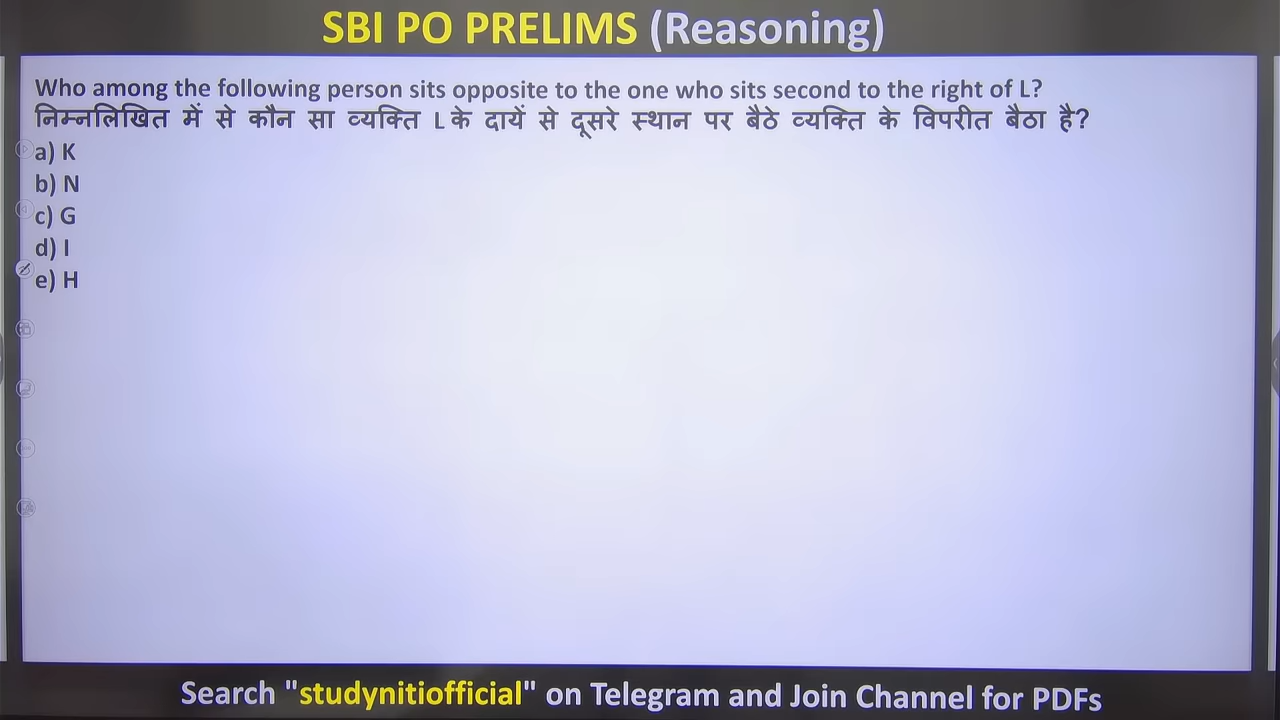 SBI PO PRELIMS (Reasoning)
Who among the following person sits opposite to the one who sits second to the right of L?
निम्नलिखित में से कौन सा व्यक्ति L के दायें से दूसरे स्थान पर बैठे व्यक्ति के विपरीत बैठा है?
a) K
b) N
c) G
d) I
e) H
Search "studynitiofficial" on Telegram and Join Channel for PDFs